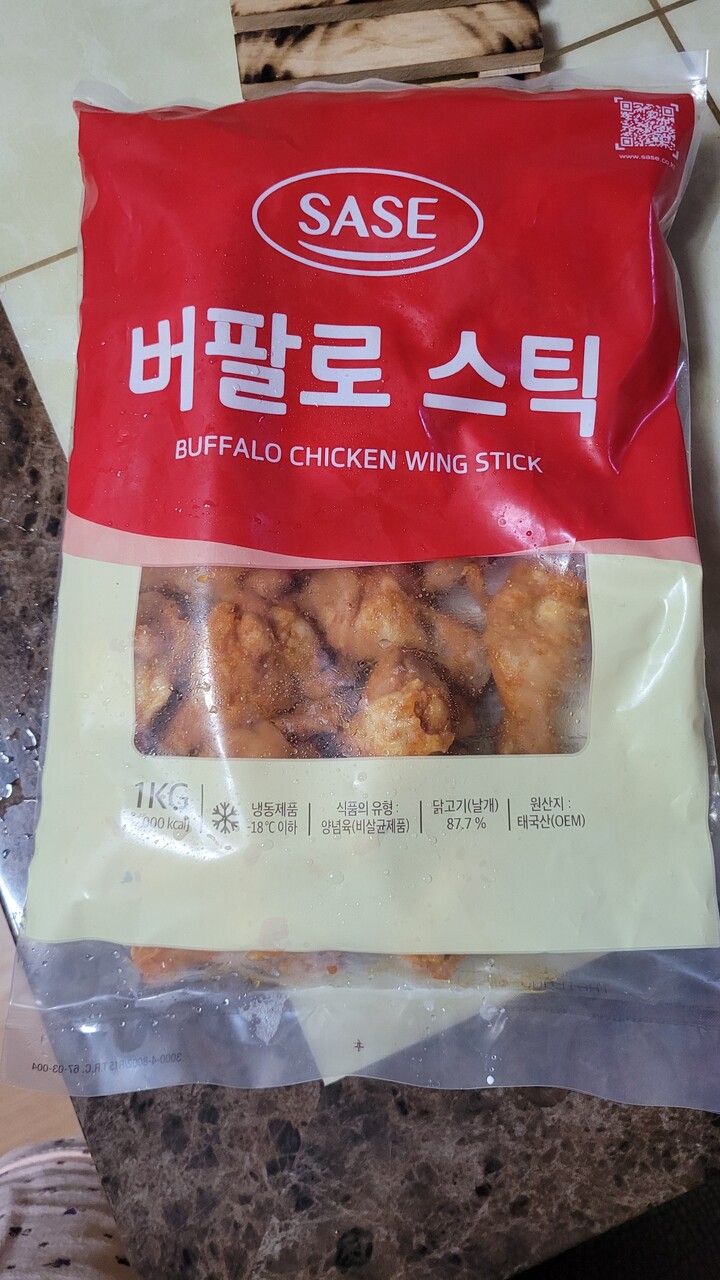 www.sase.co.kr
SASE
버팔로 스틱
BUFFALO CHICKEN WING STICK
1KG
냉동제품
-18℃ 이하
식품의 유형 :
양념육(비살균제품)
닭고기(날개)
87.7 %
원산지 :
태국산(OEM)